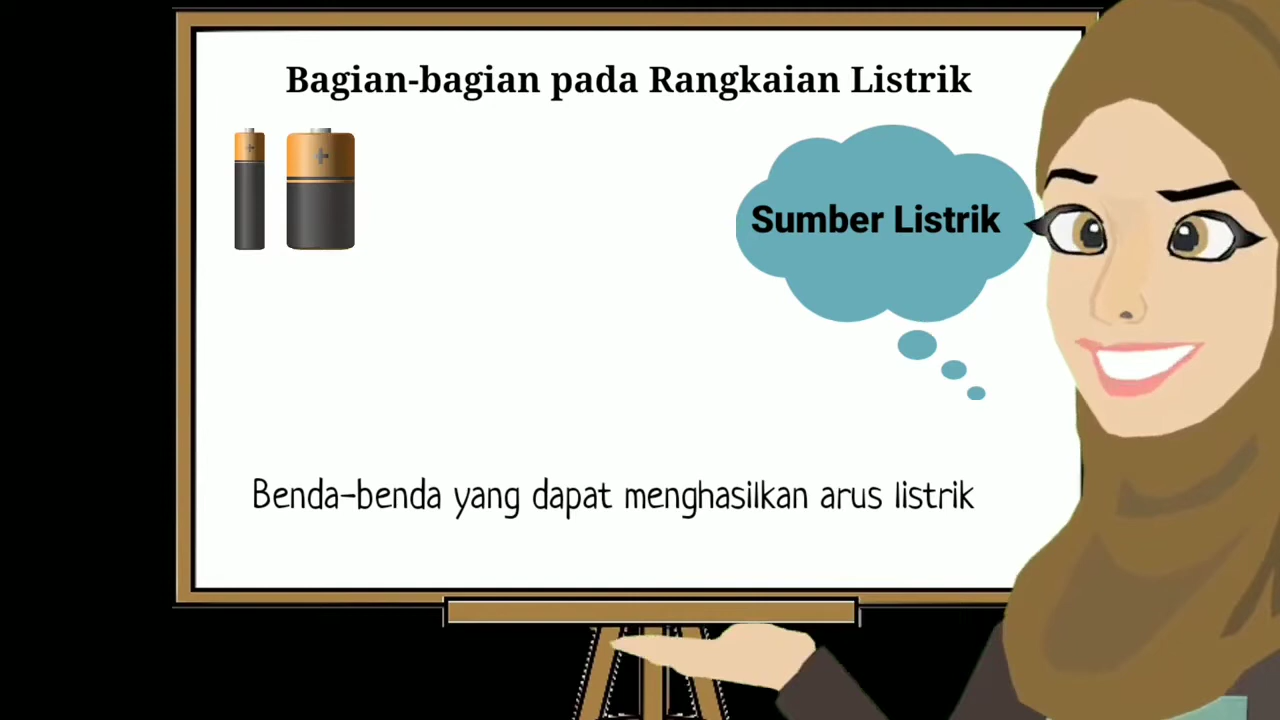 Bagian-bagian pada Rangkaian Listrik
Sumber Listrik
Benda-benda yang dapat menghasilkan arus listrik